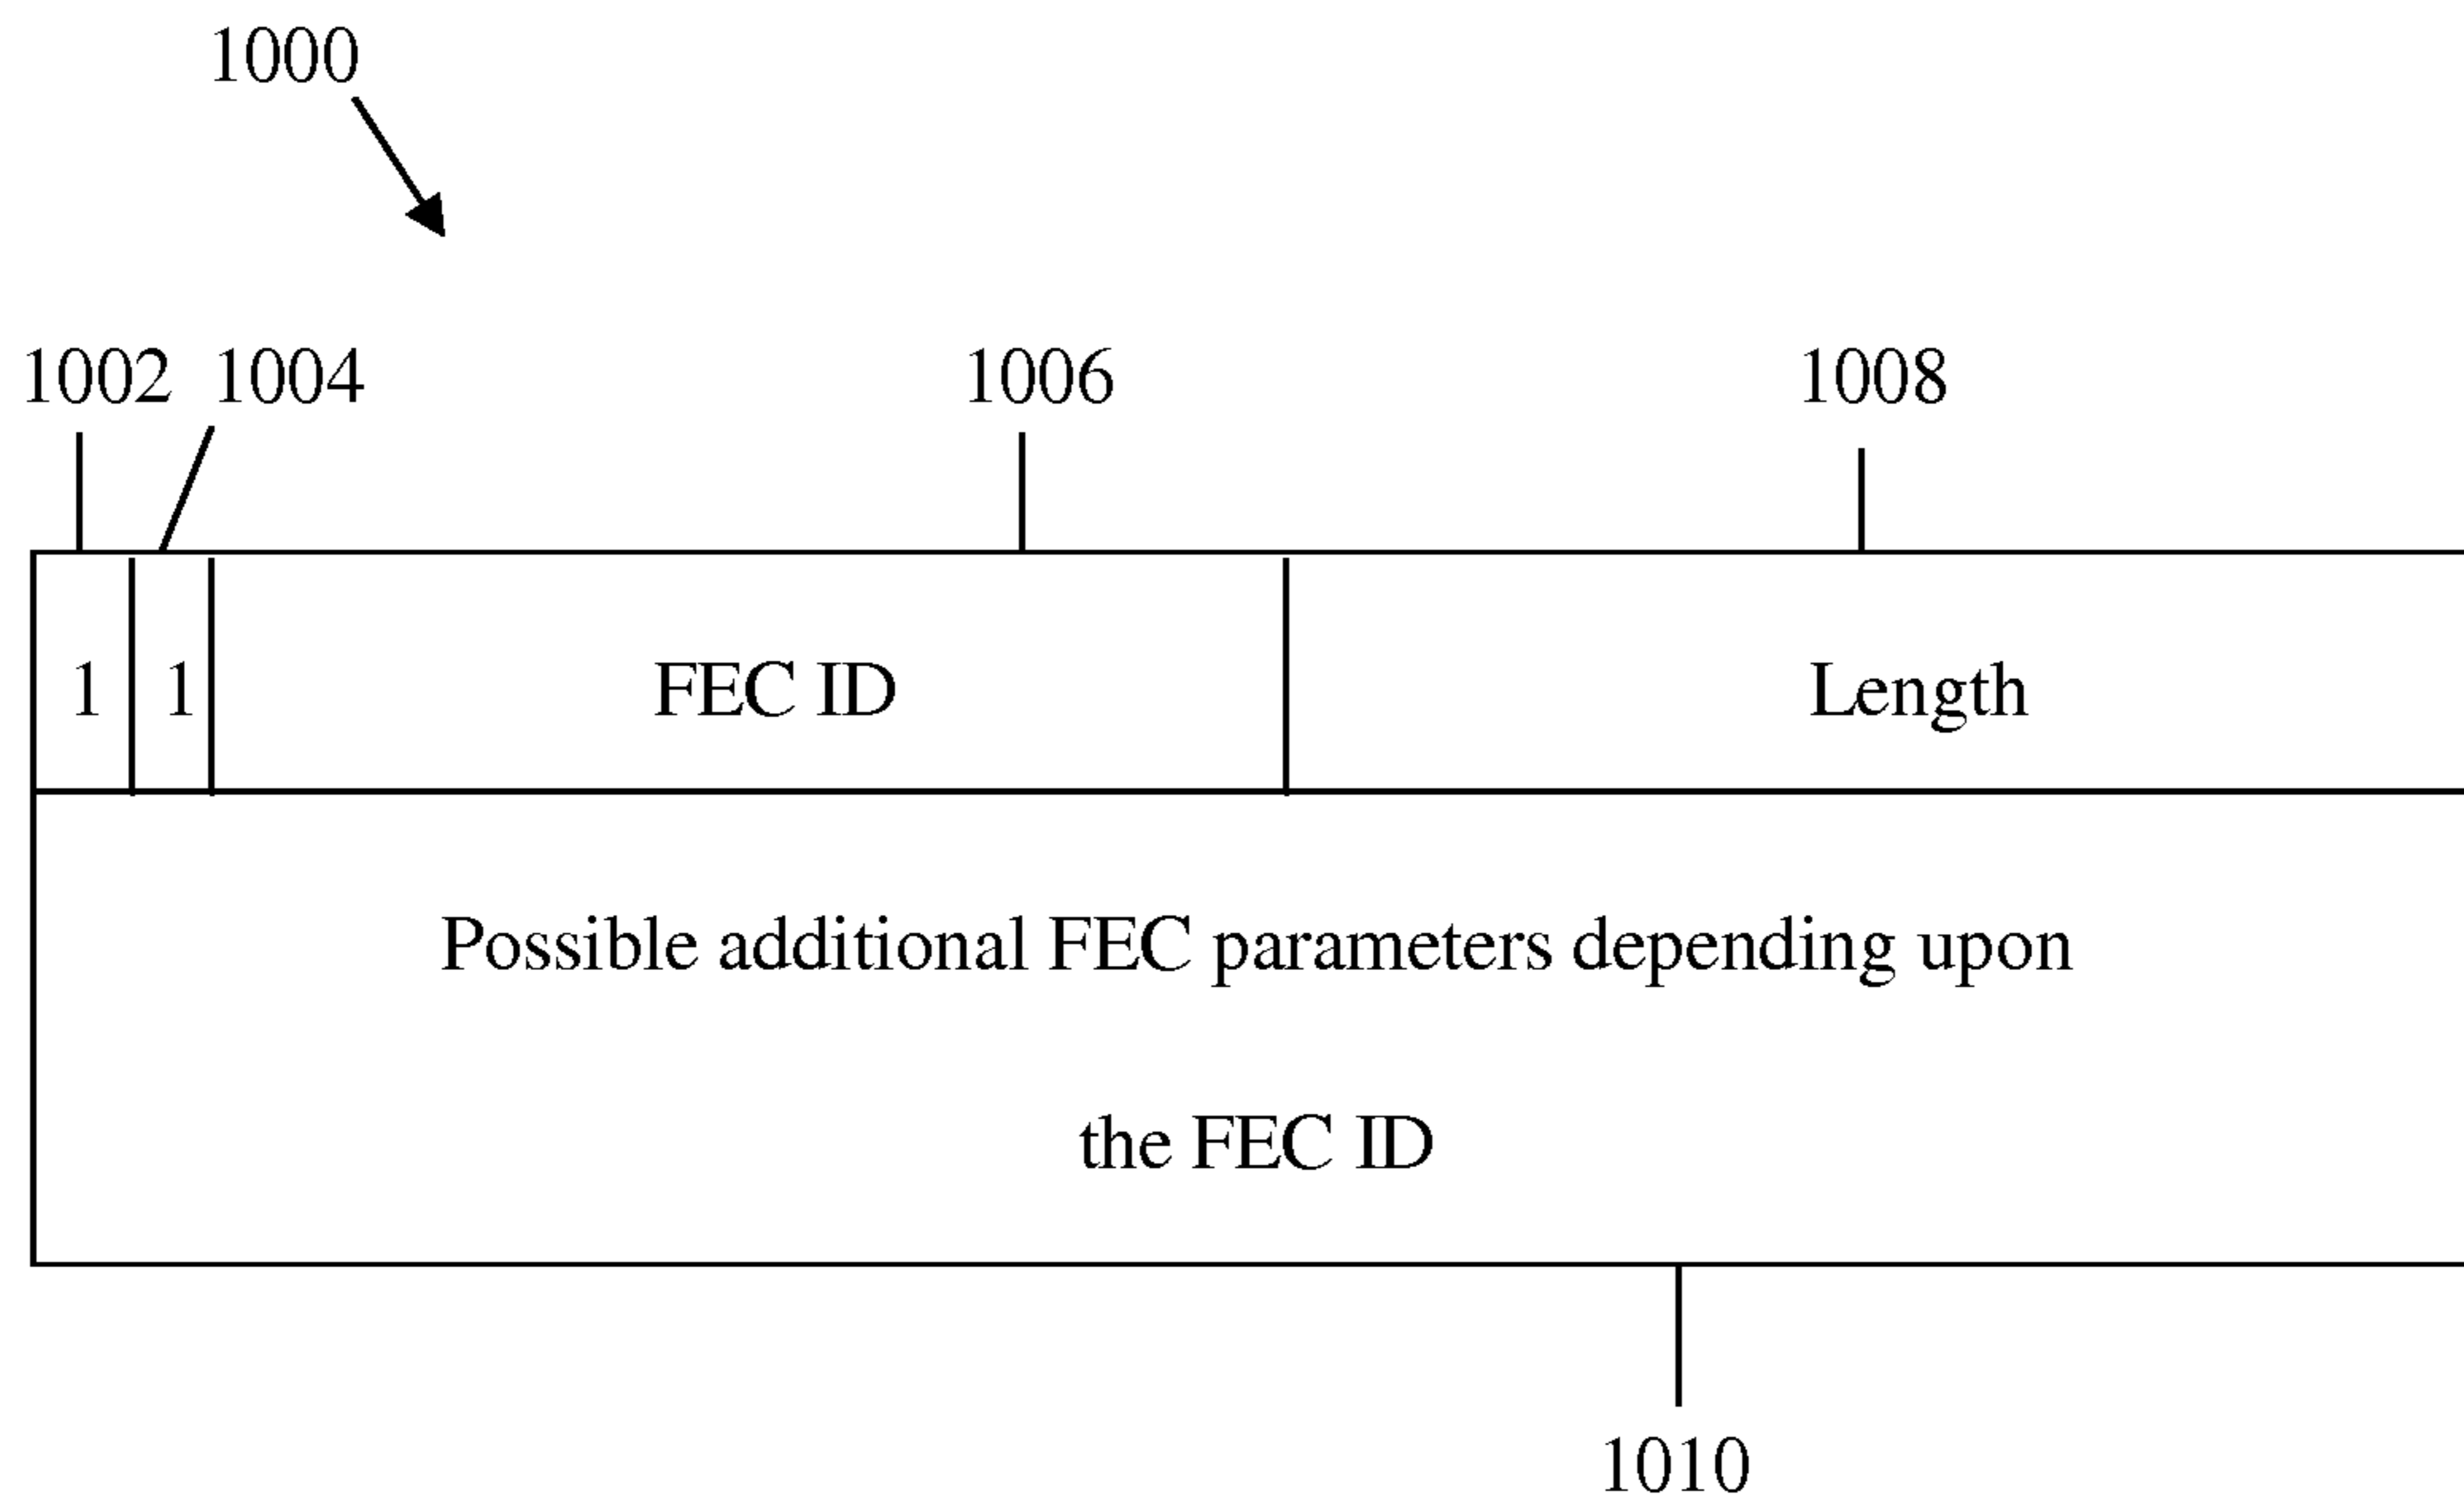 1000
1002 1004 1006 1008
1 1 FEC ID Length
Possible additional FEC parameters depending upon
the FEC ID
1010